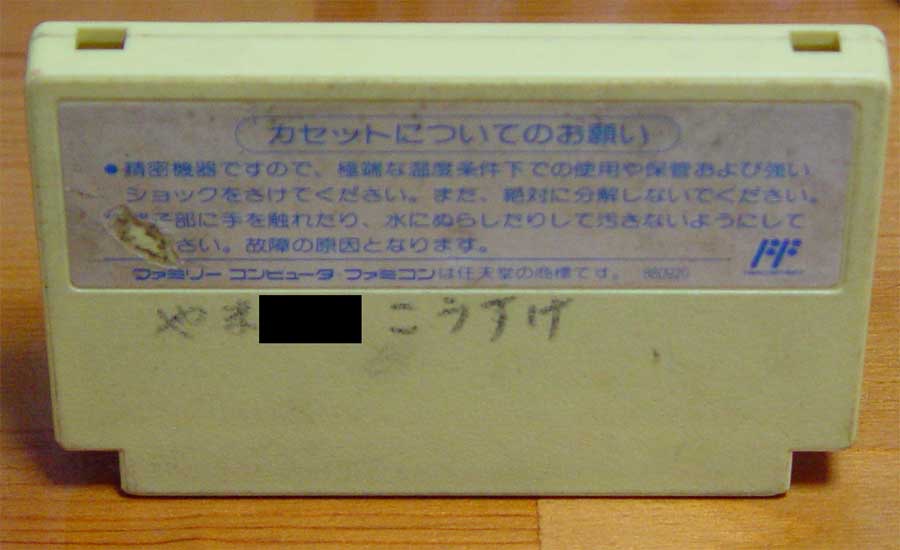 カセットについてのお願い
●精密機器ですので、極端な温度条件下での使用や保管および強い
ショックをさけてください。また、絶対に分解しないでください。
子部に手を触れたり、水にぬらしたりして汚さないようにして
さい。故障の原因となります。
ファミリーコンピュータ ファミコンは任天堂の商標です。 880920
やま こうすけ